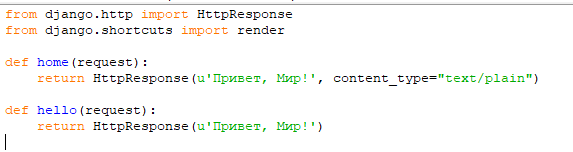 from django.http import HttpResponse
from django.shortcuts import render
def home(request):
return HttpResponse(u'Привет, Мир!', content_type="text/plain")
def hello(request):
return HttpResponse(u'Привет, Мир!')